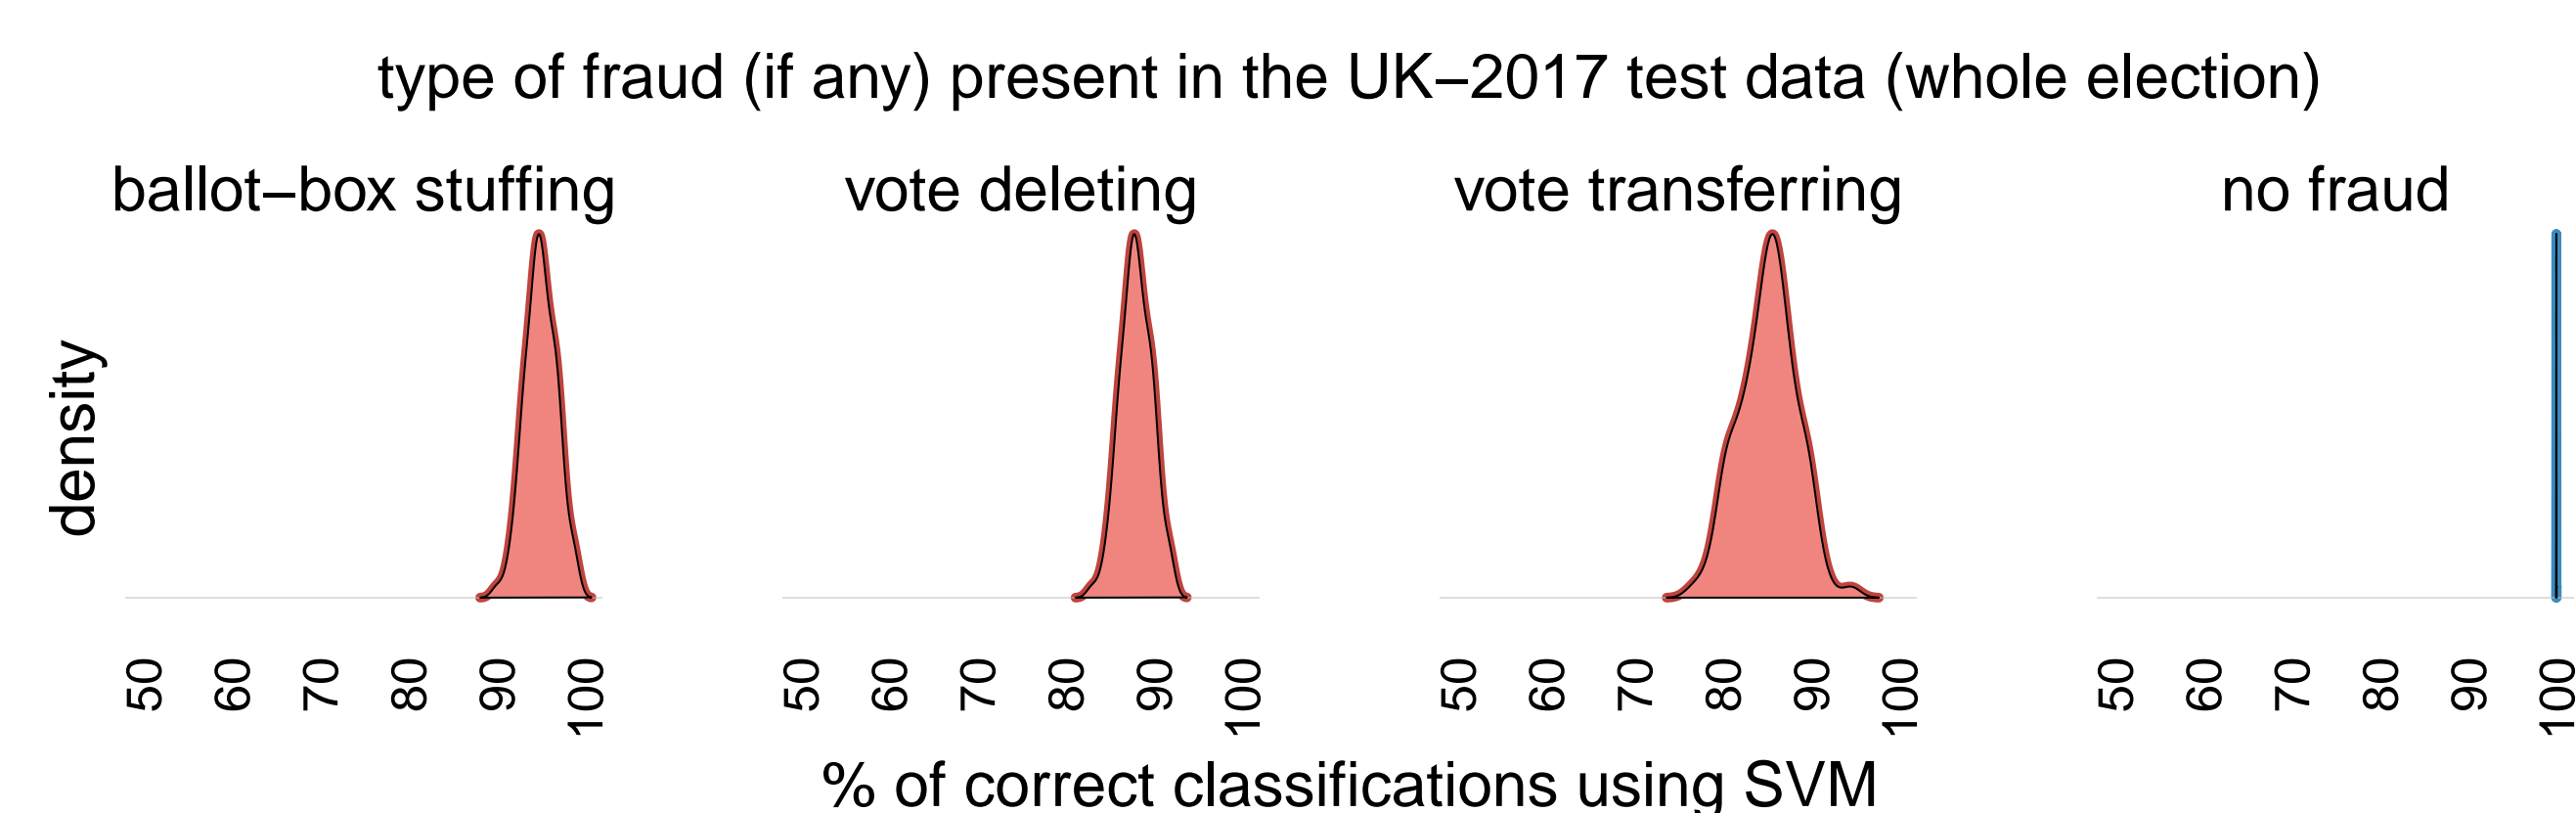 type of fraud (if any) present in the UK–2017 test data (whole election)
ballot–box stuffing
vote deleting
vote transferring
no fraud
density
50 60 70 80 90 100
50 60 70 80 90 100
50 60 70 80 90 100
50 60 70 80 90 100
% of correct classifications using SVM